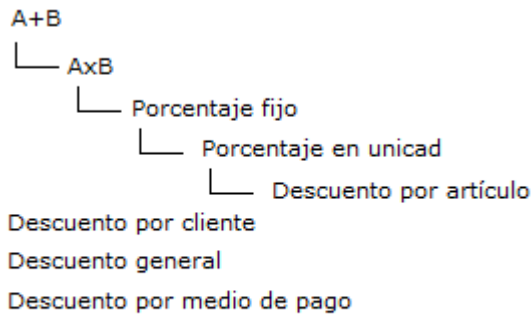 A+B
AxB
Porcentaje fijo
Porcentaje en unicad
Descuento por artículo
Descuento por cliente
Descuento general
Descuento por medio de pago